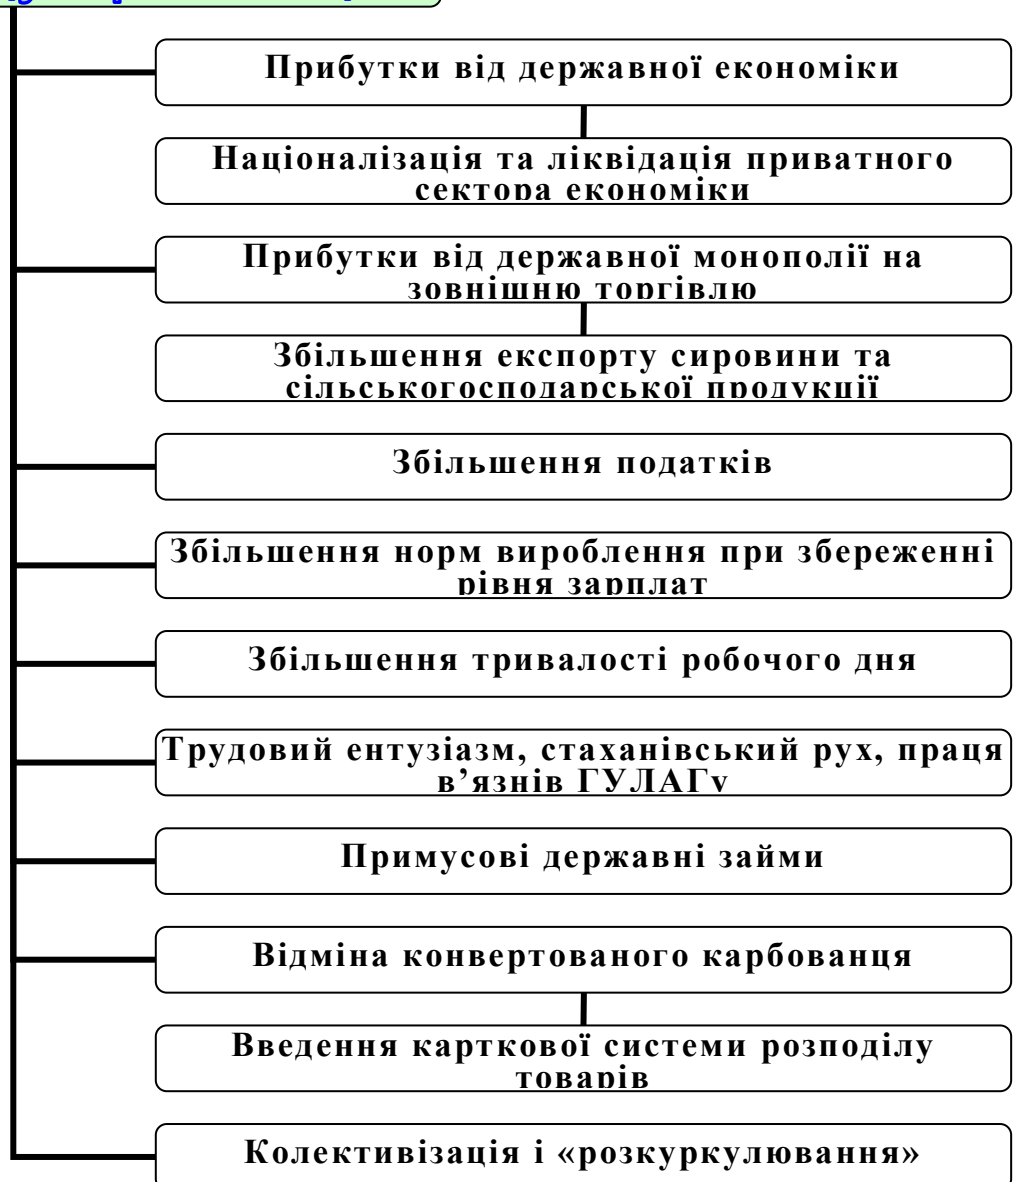 Прибутки від державної економіки
Націоналізація та ліквідація приватного
сектора економіки
Прибутки від державної монополії на
зовнішню торгівлю
Збільшення експорту сировини та
сільськогосподарської продукції
Збільшення податків
Збільшення норм вироблення при збереженні
рівня зарплат
Збільшення тривалості робочого дня
Трудовий ентузіазм, стаханівський рух, праця
в’язнів ГУЛАГу
Примусові державні займи
Відміна конвертованого карбованця
Введення карткової системи розподілу
товарів
Колективізація і «розкуркулювання»